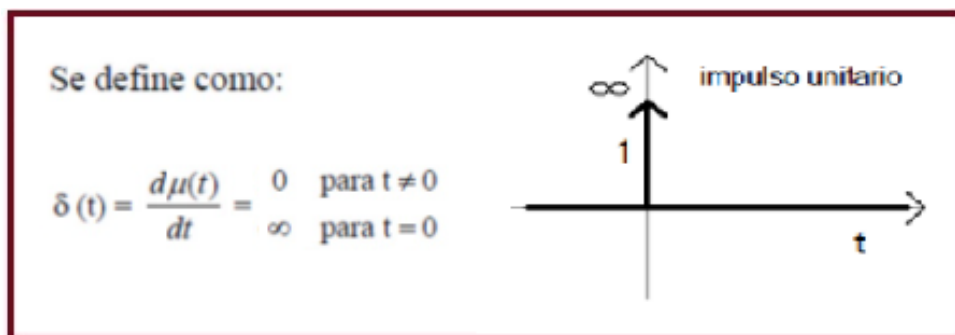 Se define como:
δ (t) = dμ(t)/dt = 0 para t ≠ 0
∞ para t = 0
impulso unitario
∞
1
t